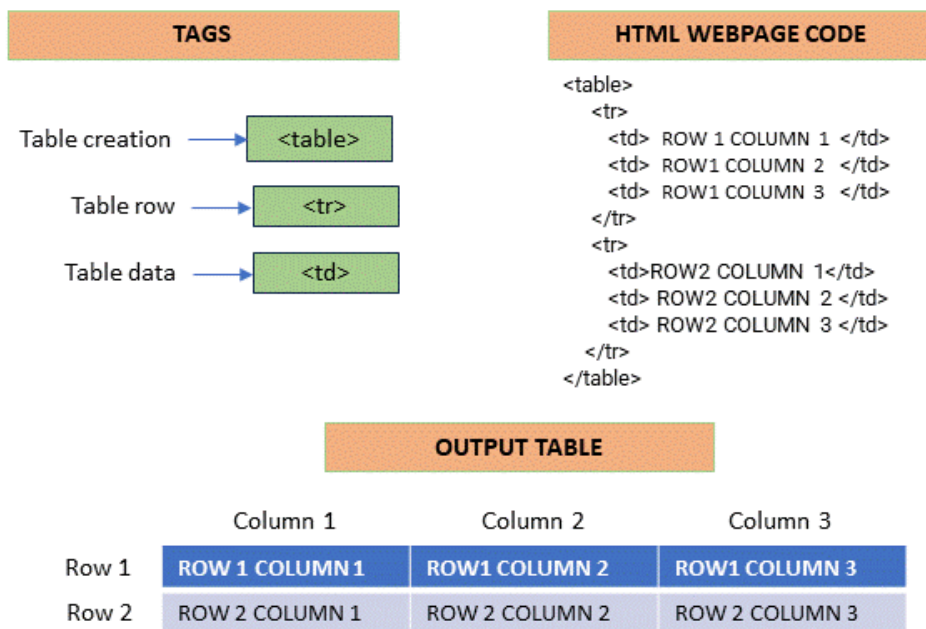 TAGS
Table creation <table>
Table row <tr>
Table data <td>
HTML WEBPAGE CODE
<table>
<tr>
<td> ROW 1 COLUMN 1 </td>
<td> ROW1 COLUMN 2 </td>
<td> ROW1 COLUMN 3 </td>
</tr>
<tr>
<td>ROW2 COLUMN 1</td>
<td> ROW2 COLUMN 2 </td>
<td> ROW2 COLUMN 3 </td>
</tr>
</table>
OUTPUT TABLE
Column 1 Column 2 Column 3
Row 1 ROW 1 COLUMN 1 ROW1 COLUMN 2 ROW1 COLUMN 3
Row 2 ROW 2 COLUMN 1 ROW 2 COLUMN 2 ROW 2 COLUMN 3